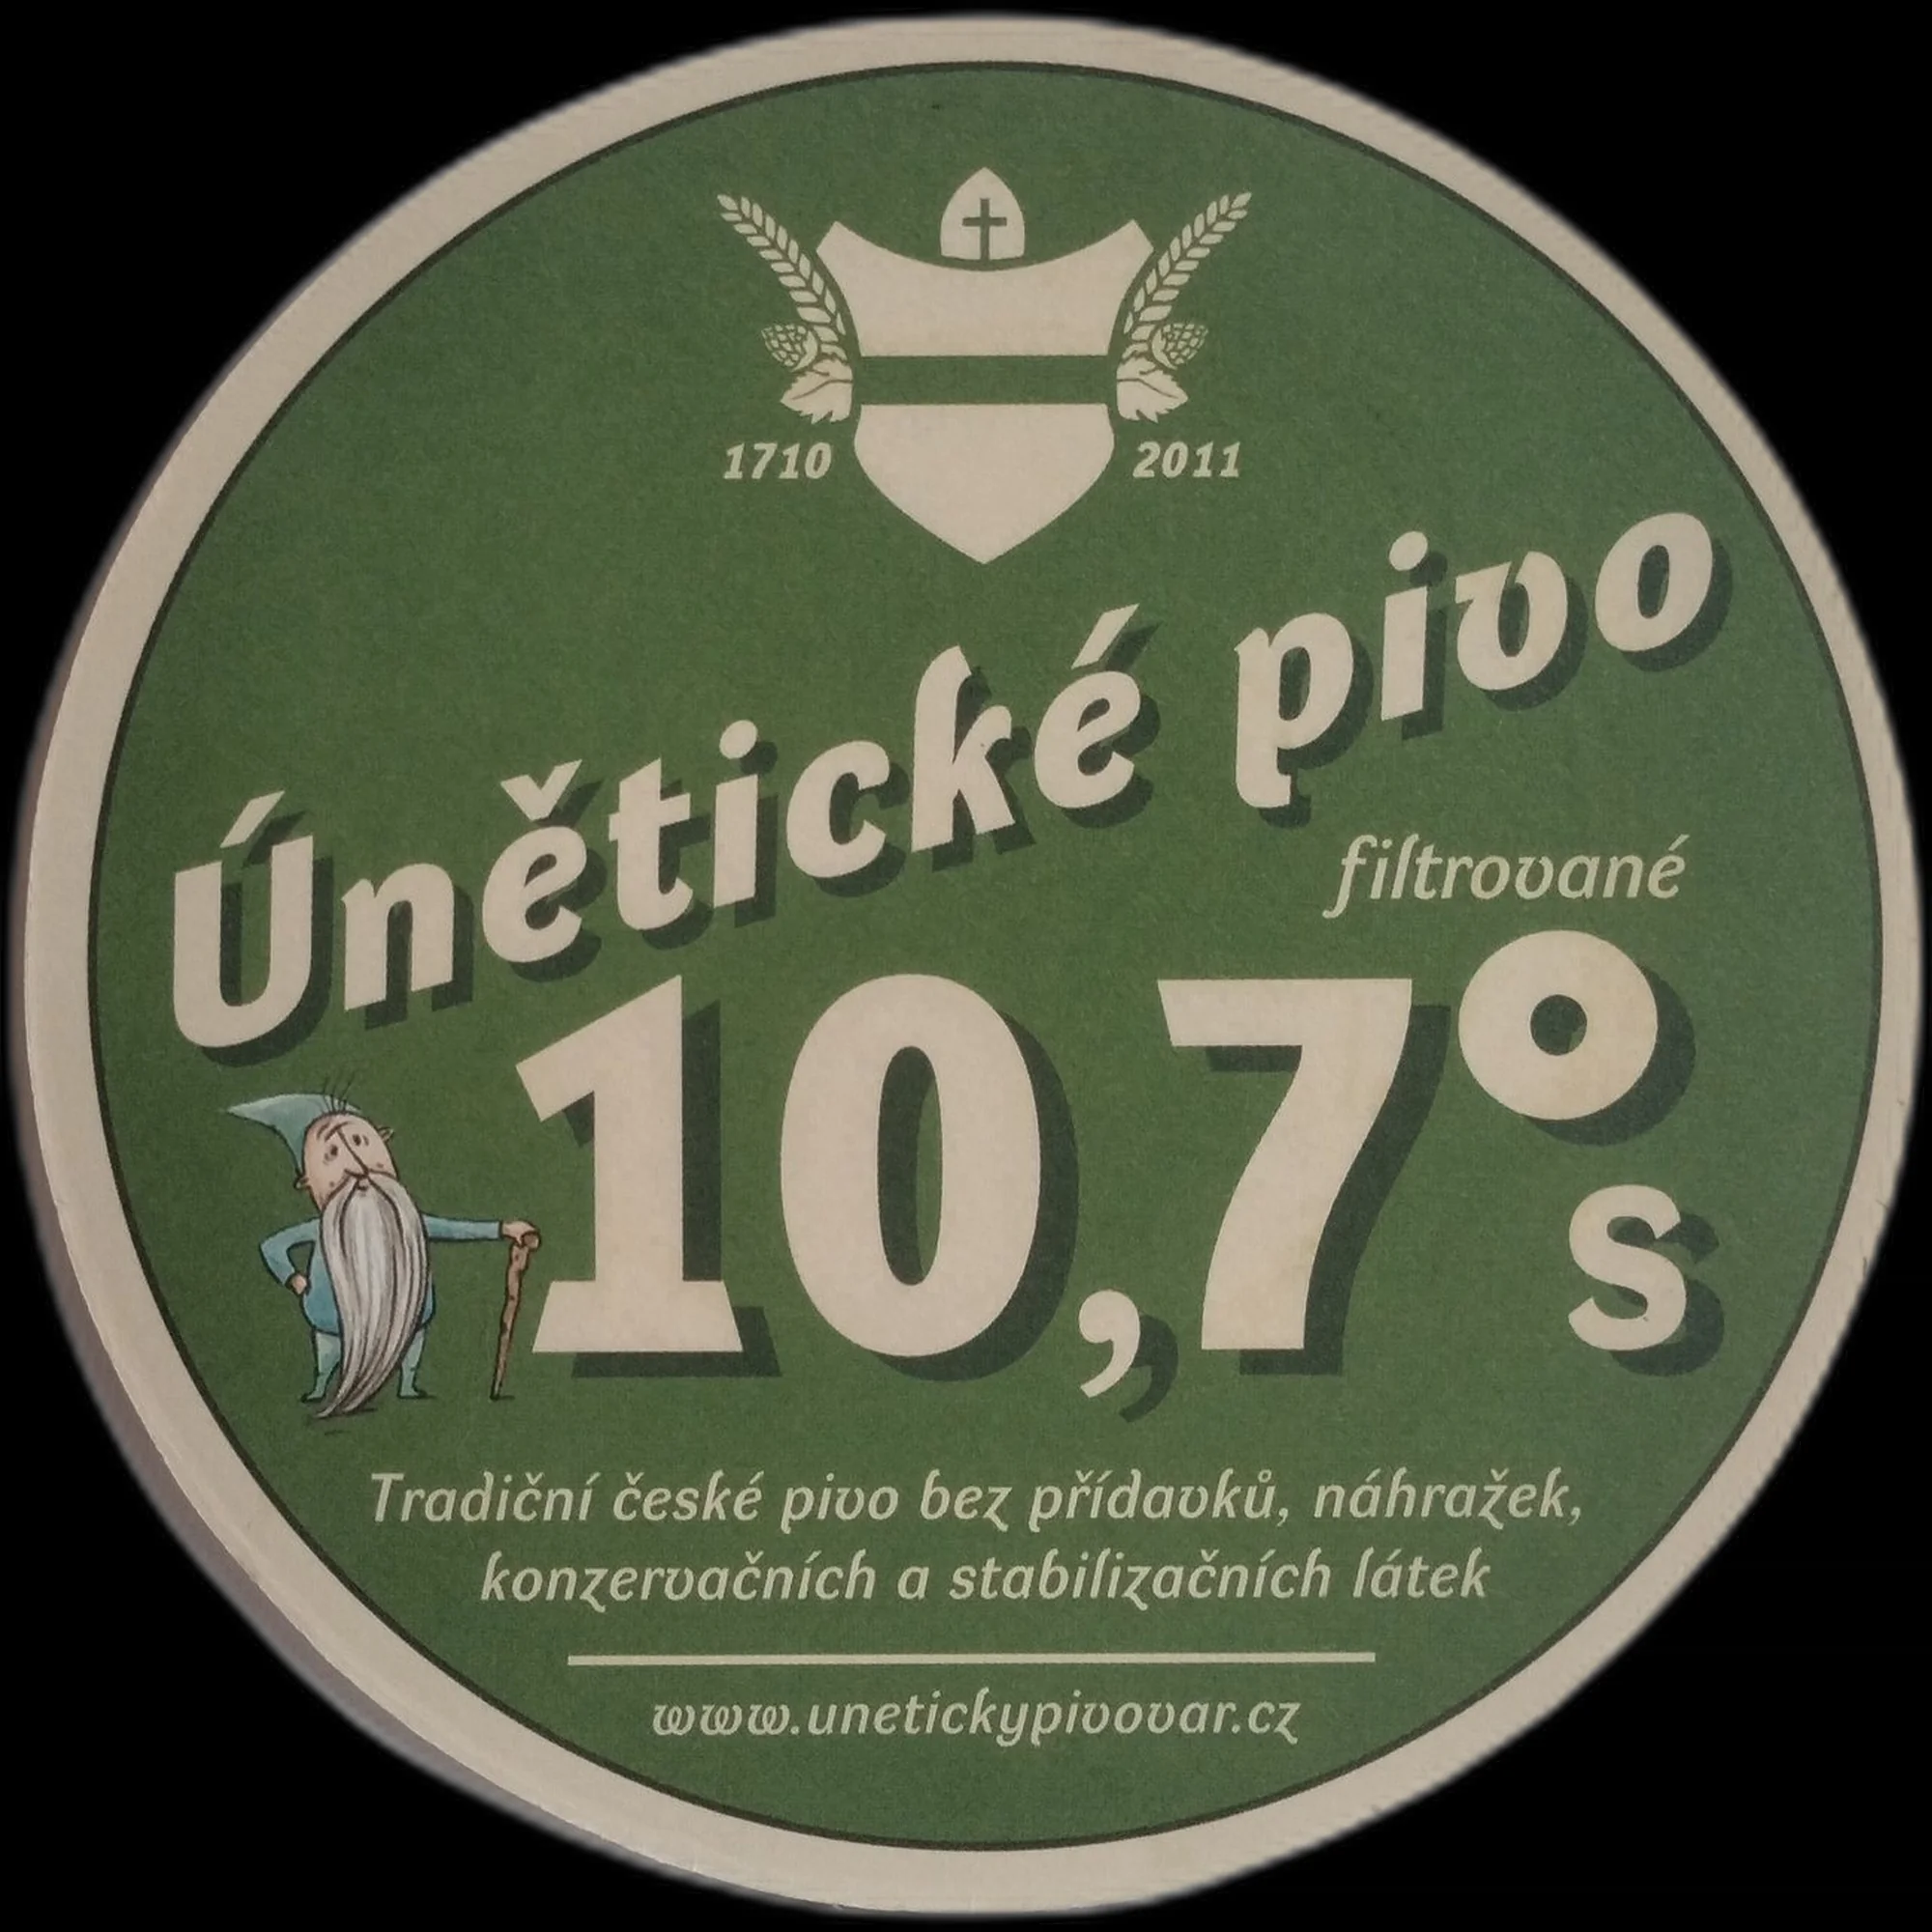 1710 2011
Únětické pivo
filtrované
10,7°
s
Tradiční české pivo bez přídavků, náhražek,
konzervačních a stabilizačních látek
www.unetickypivovar.cz